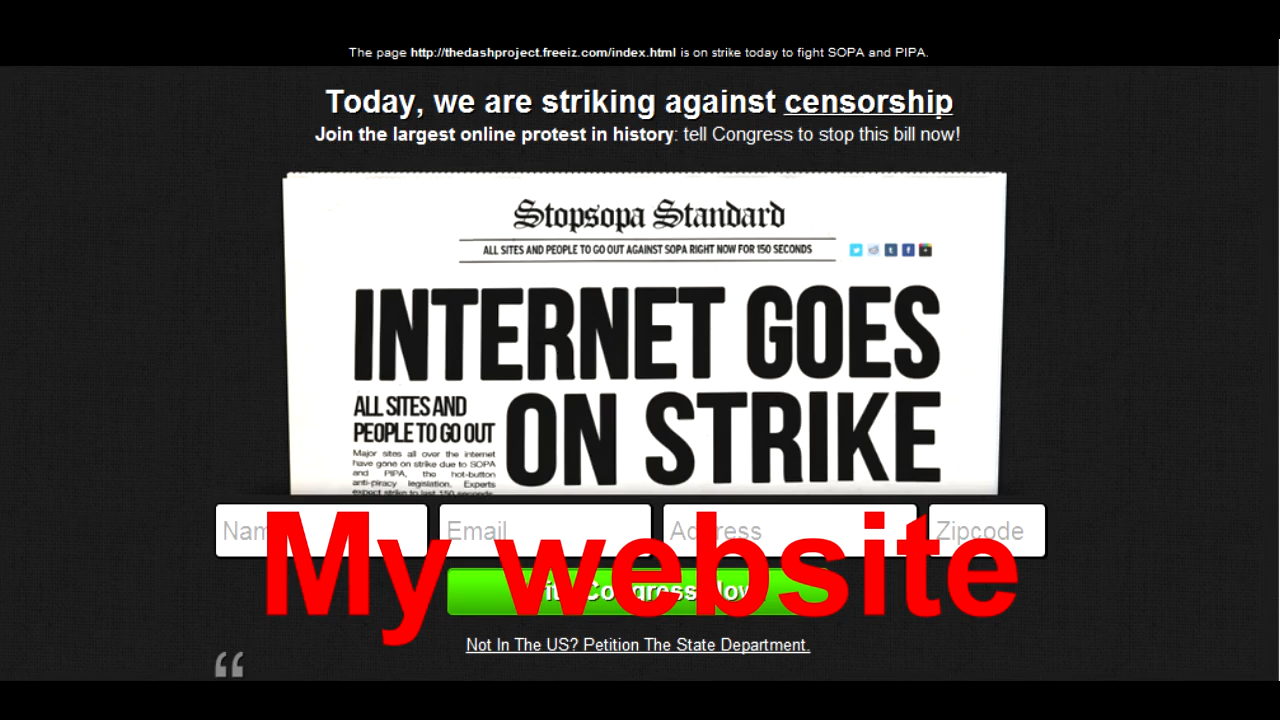 The page http://thedashproject.freeiz.com/index.html is on strike today to fight SOPA and PIPA.
Today, we are striking against censorship
Join the largest online protest in history: tell Congress to stop this bill now!
Stopsopa Standard
ALL SITES AND PEOPLE TO GO OUT AGAINST SOPA RIGHT NOW FOR 150 SECONDS
INTERNET GOES
ON STRIKE
ALL SITES AND
PEOPLE TO GO OUT
Major sites all over the internet
have gone on strike due to SOPA
and PIPA, the hot-button
anti-piracy legislation. Experts
expect strike to last 150 seconds.
Name Email Address Zipcode
My website
Congress Now
Not In The US? Petition The State Department.
“